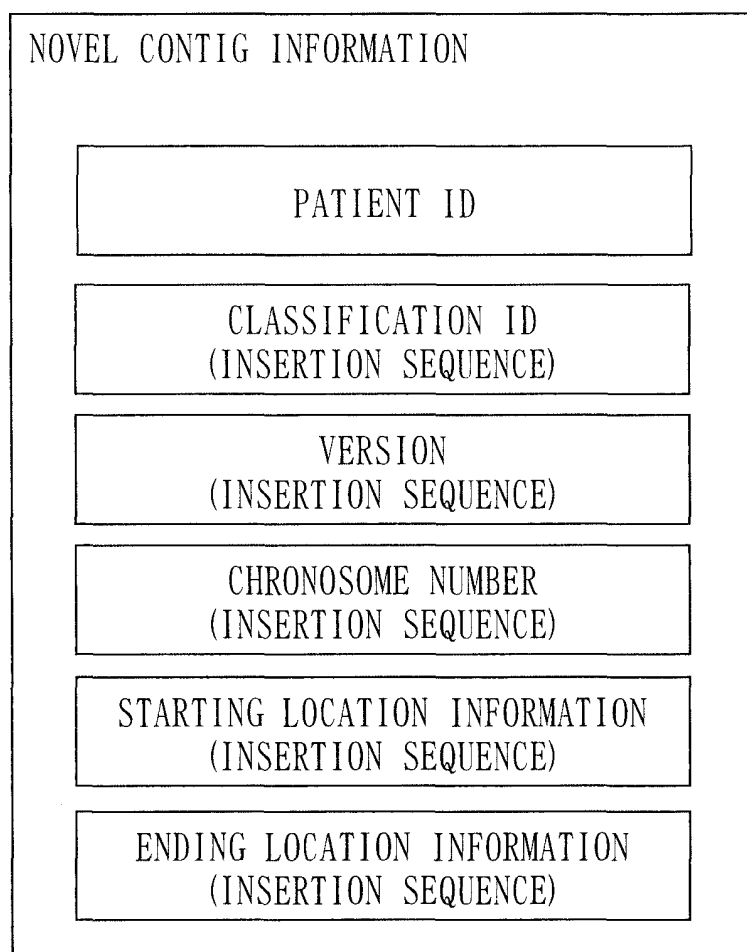 NOVEL CONTIG INFORMATION
PATIENT ID
CLASSIFICATION ID
(INSERTION SEQUENCE)
VERSION
(INSERTION SEQUENCE)
CHRONOSOME NUMBER
(INSERTION SEQUENCE)
STARTING LOCATION INFORMATION
(INSERTION SEQUENCE)
ENDING LOCATION INFORMATION
(INSERTION SEQUENCE)